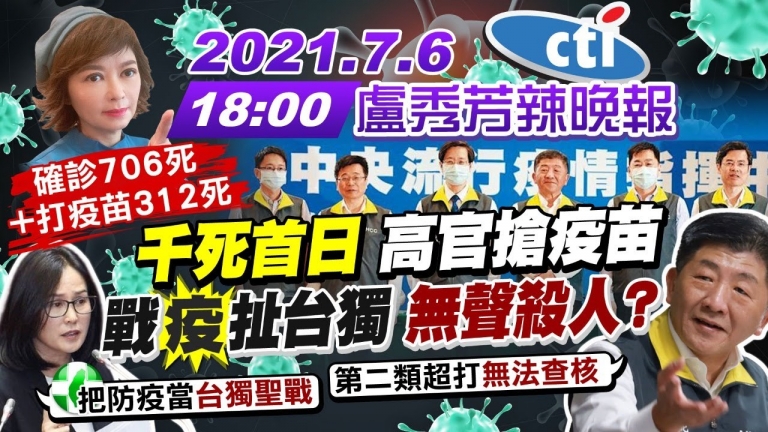 2021.7.6
cti
18:00 盧秀芳辣晚報
確診706死
+打疫苗312死
中央流行疫情指揮中
千死首日 高官搶疫苗
戰疫扯台獨 無聲殺人?
把防疫當台獨聖戰
第二類超打無法查核